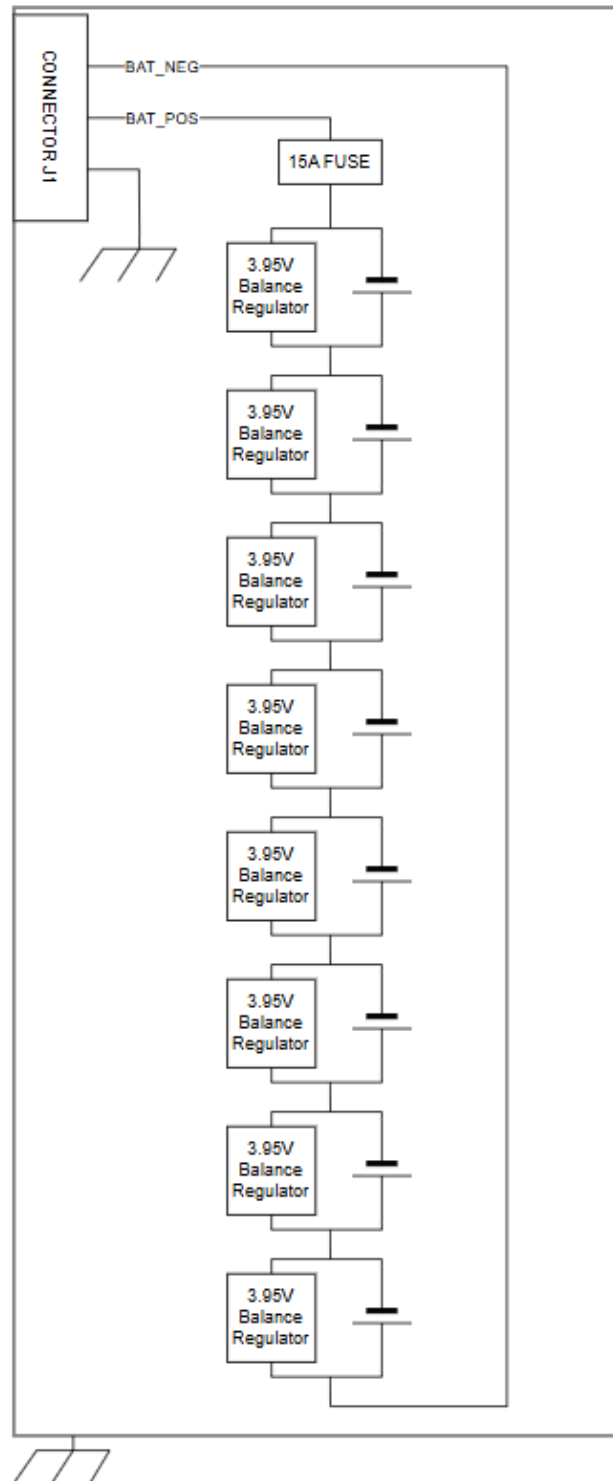 CONNECTOR J1
BAT_NEG
BAT_POS
15A FUSE
3.95V
Balance
Regulator
3.95V
Balance
Regulator
3.95V
Balance
Regulator
3.95V
Balance
Regulator
3.95V
Balance
Regulator
3.95V
Balance
Regulator
3.95V
Balance
Regulator
3.95V
Balance
Regulator